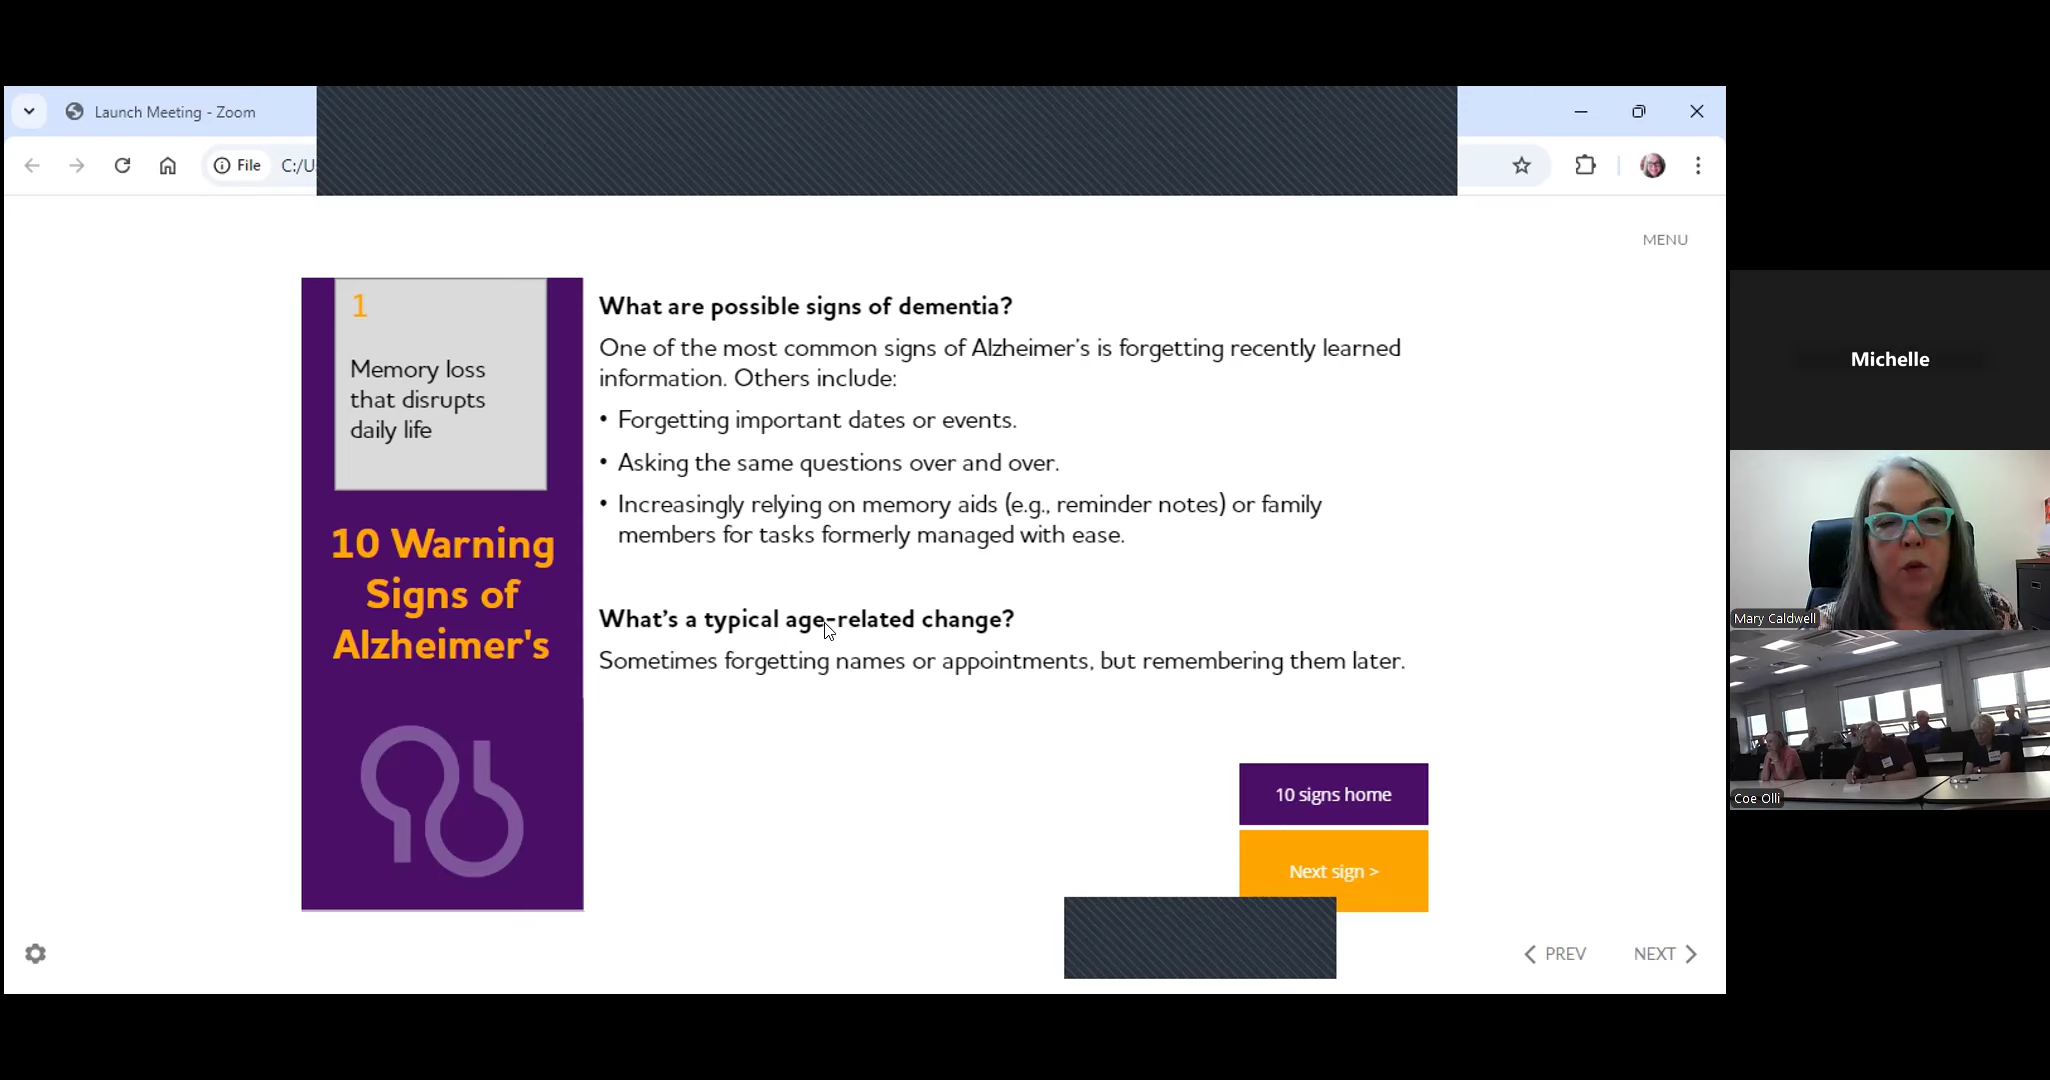 Launch Meeting - Zoom
File
C:/U
MENU
1
Memory loss
that disrupts
daily life
10 Warning
Signs of
Alzheimer's
What are possible signs of dementia?
One of the most common signs of Alzheimer's is forgetting recently learned
information. Others include:
• Forgetting important dates or events.
• Asking the same questions over and over.
• Increasingly relying on memory aids (e.g., reminder notes) or family
members for tasks formerly managed with ease.
What's a typical age-related change?
Sometimes forgetting names or appointments, but remembering them later.
10 signs home
Next sign >
PREV
NEXT
Michelle
Mary Caldwell
Coe Olli